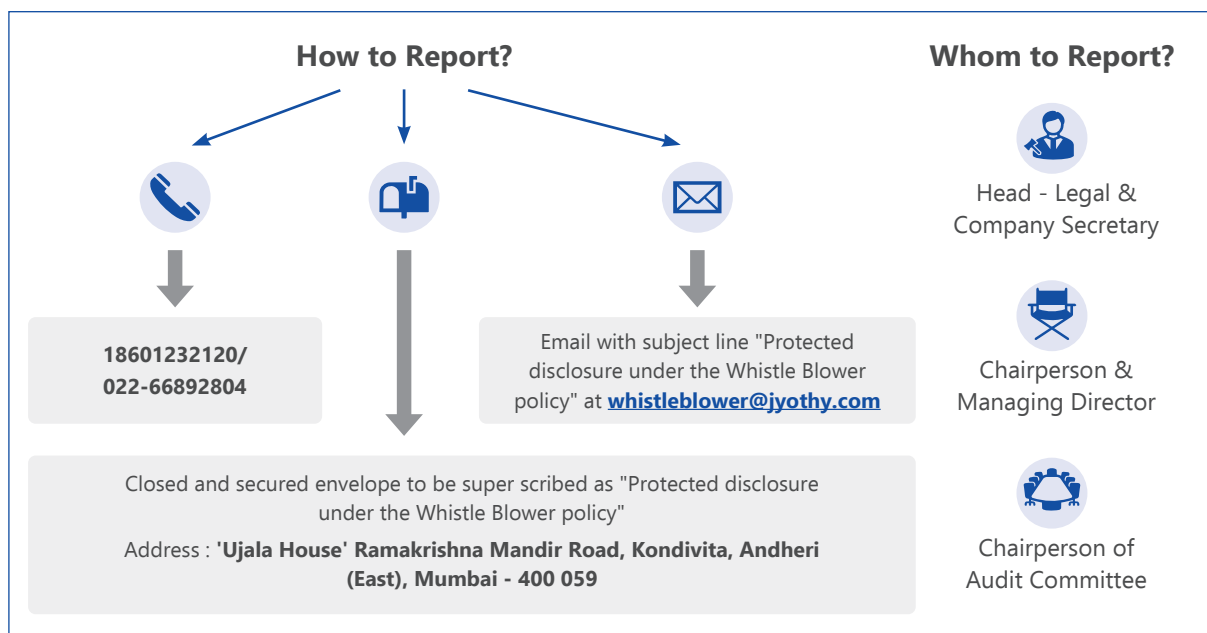 How to Report?
18601232120/
022-66892804
Email with subject line "Protected
disclosure under the Whistle Blower
policy" at whistleblower@jyothy.com
Closed and secured envelope to be super scribed as "Protected disclosure
under the Whistle Blower policy"
Address : 'Ujala House' Ramakrishna Mandir Road, Kondivita, Andheri
(East), Mumbai - 400 059
Whom to Report?
Head - Legal &
Company Secretary
Chairperson &
Managing Director
Chairperson of
Audit Committee